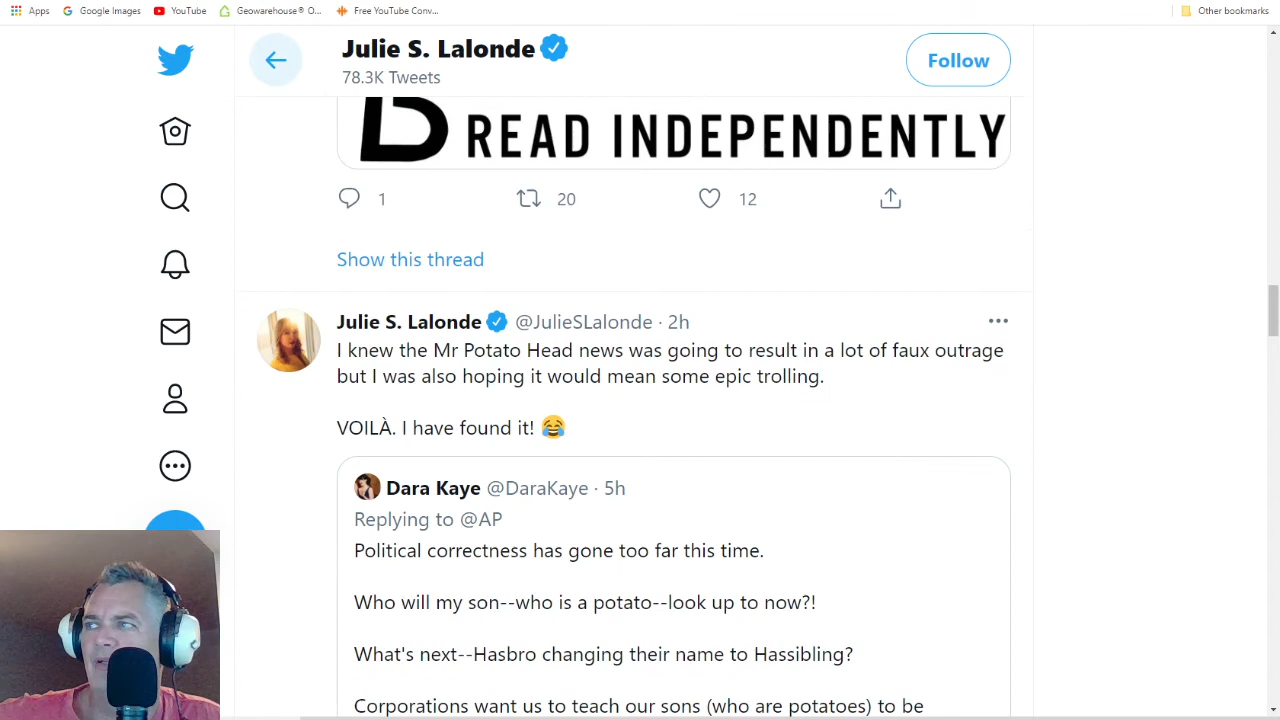 Apps Google Images YouTube Geowarehouse® O... Free YouTube Conv... Other bookmarks
Julie S. Lalonde
78.3K Tweets
Follow
B READ INDEPENDENTLY
1 20 12
Show this thread
Julie S. Lalonde @JulieSLalonde · 2h
I knew the Mr Potato Head news was going to result in a lot of faux outrage
but I was also hoping it would mean some epic trolling.
VOILÀ. I have found it! 😂
Dara Kaye @DaraKaye · 5h
Replying to @AP
Political correctness has gone too far this time.
Who will my son--who is a potato--look up to now?!
What's next--Hasbro changing their name to Hassibling?
Corporations want us to teach our sons (who are potatoes) to be